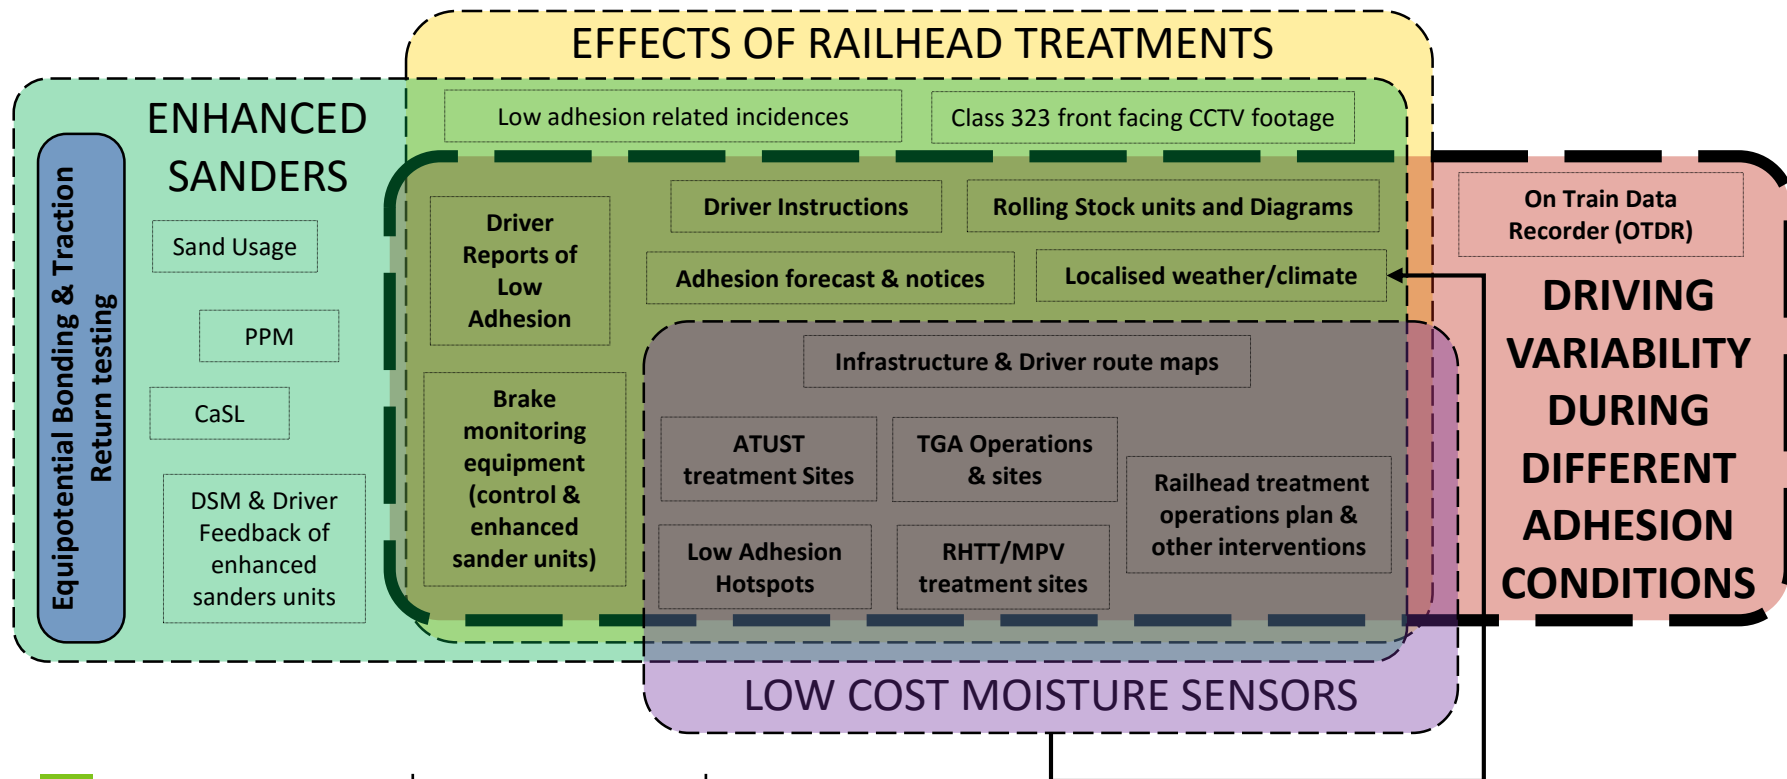 EFFECTS OF RAILHEAD TREATMENTS
ENHANCED
SANDERS
Low adhesion related incidences
Class 323 front facing CCTV footage
Equipotential Bonding & Traction
Return testing
Sand Usage
PPM
CaSL
DSM & Driver
Feedback of
enhanced
sanders units
Driver
Reports of
Low
Adhesion
Driver Instructions
Rolling Stock units and Diagrams
Adhesion forecast & notices
Localised weather/climate
Brake
monitoring
equipment
(control &
enhanced
sander units)
Infrastructure & Driver route maps
ATUST
treatment Sites
TGA Operations
& sites
Railhead treatment
operations plan &
other interventions
Low Adhesion
Hotspots
RHTT/MPV
treatment sites
On Train Data
Recorder (OTDR)
DRIVING
VARIABILITY
DURING
DIFFERENT
ADHESION
CONDITIONS
LOW COST MOISTURE SENSORS